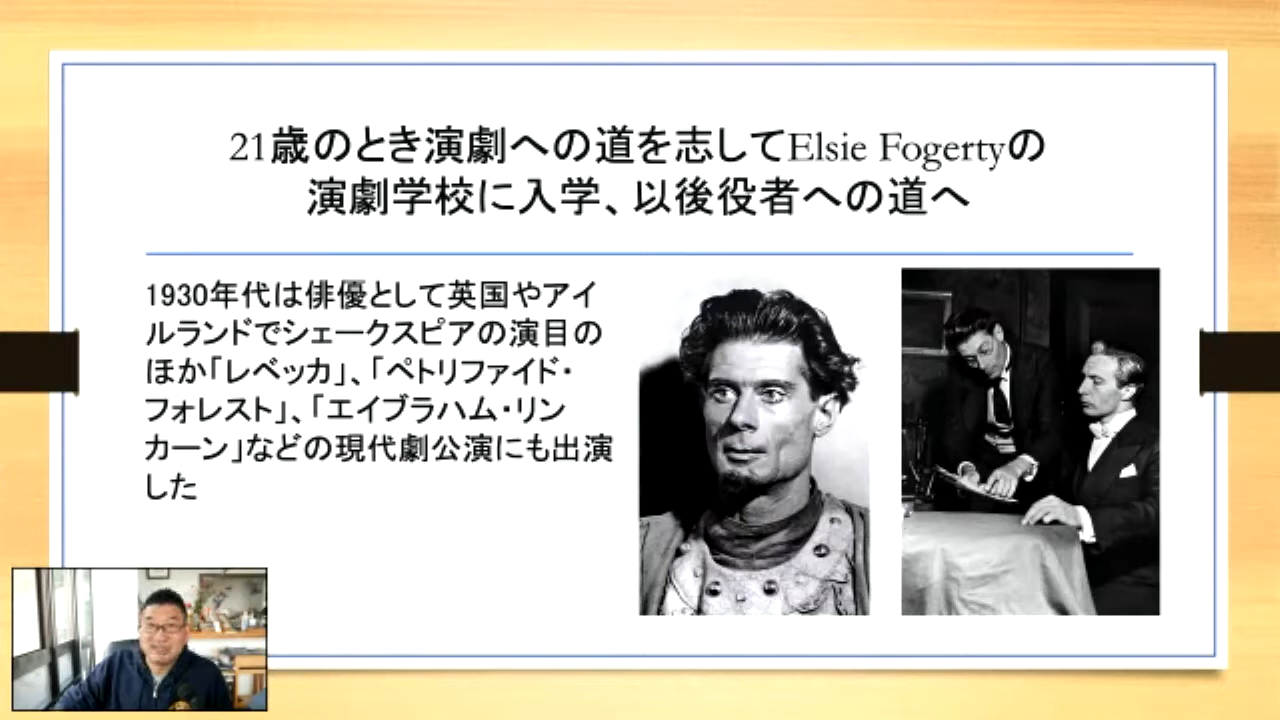 21歳のとき演劇への道を志してElsie Fogertyの
演劇学校に入学、以後役者への道へ
1930年代は俳優として英国やアイ
ルランドでシェークスピアの演目の
ほか「レベッカ」、「ペトリファイド・
フォレスト」、「エイブラハム・リン
カーン」などの現代劇公演にも出演
した